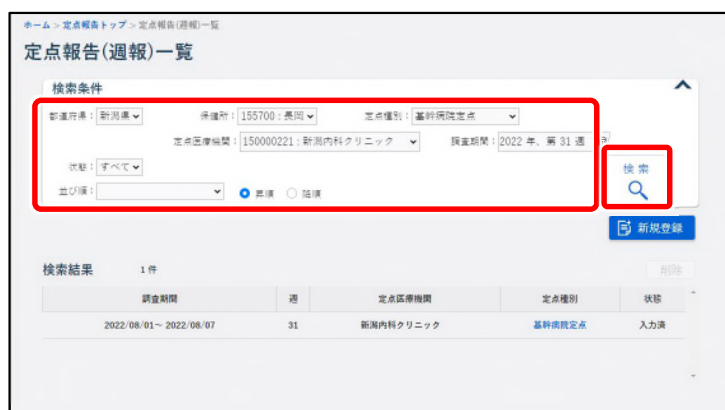 ホーム > 定点報告トップ > 定点報告(週報)一覧
定点報告(週報)一覧
検索条件
都道府県：新潟県 保健所：155700：長岡 定点種別：基幹病院定点
定点医療機関：150000221：新潟内科クリニック 調査期間：2022 年、第 31 週
状態：すべて
並び順： 昇順 降順
検索
新規登録
検索結果 1 件
削除
調査期間 週 定点医療機関 定点種別 状態
2022/08/01～ 2022/08/07 31 新潟内科クリニック 基幹病院定点 入力済